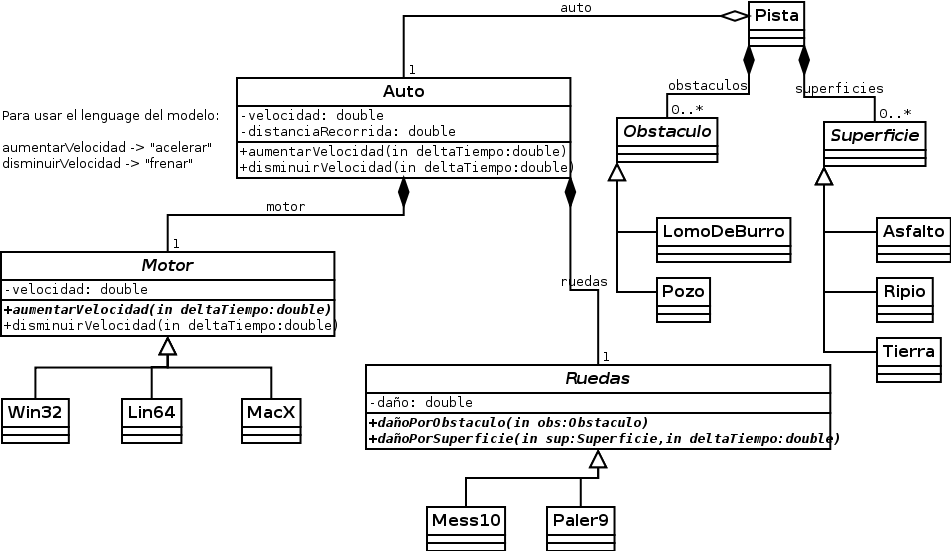 auto
Pista
1
Auto
obstaculos
superficies
-velocidad: double
-distanciaRecorrida: double
0..*
0..*
Para usar el lenguage del modelo:
Obstaculo
Superficie
aumentarVelocidad -> "acelerar"
disminuirVelocidad -> "frenar"
+aumentarVelocidad(in deltaTiempo:double)
+disminuirVelocidad(in deltaTiempo:double)
motor
1
LomoDeBurro
Asfalto
Motor
-velocidad: double
ruedas
Pozo
Ripio
+aumentarVelocidad(in deltaTiempo:double)
+disminuirVelocidad(in deltaTiempo:double)
1
Tierra
Ruedas
-daño: double
Win32
Lin64
MacX
+dañoPorObstaculo(in obs:Obstaculo)
+dañoPorSuperficie(in sup:Superficie,in deltaTiempo:double)
Mess10
Paler9